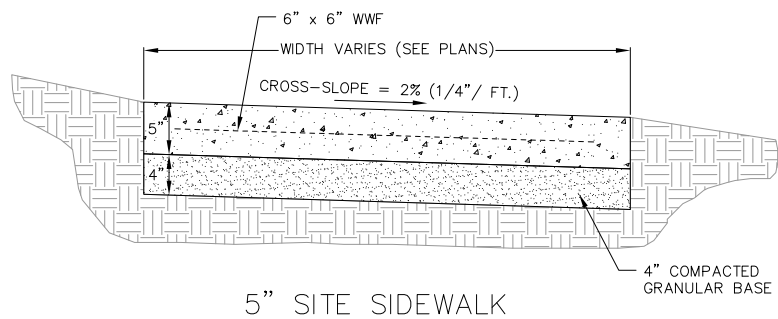 6” x 6” WWF
WIDTH VARIES (SEE PLANS)
CROSS-SLOPE = 2% (1/4”/ FT.)
5”
4”
4” COMPACTED
GRANULAR BASE
5” SITE SIDEWALK